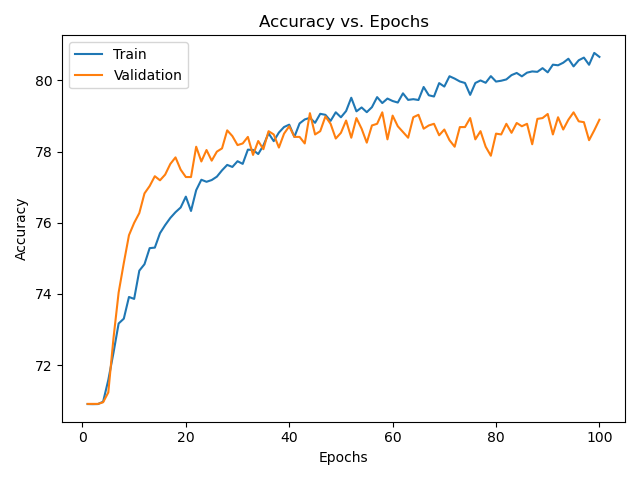 Accuracy vs. Epochs
Train
Validation
80
78
76
74
72
Accuracy
0 20 40 60 80 100
Epochs